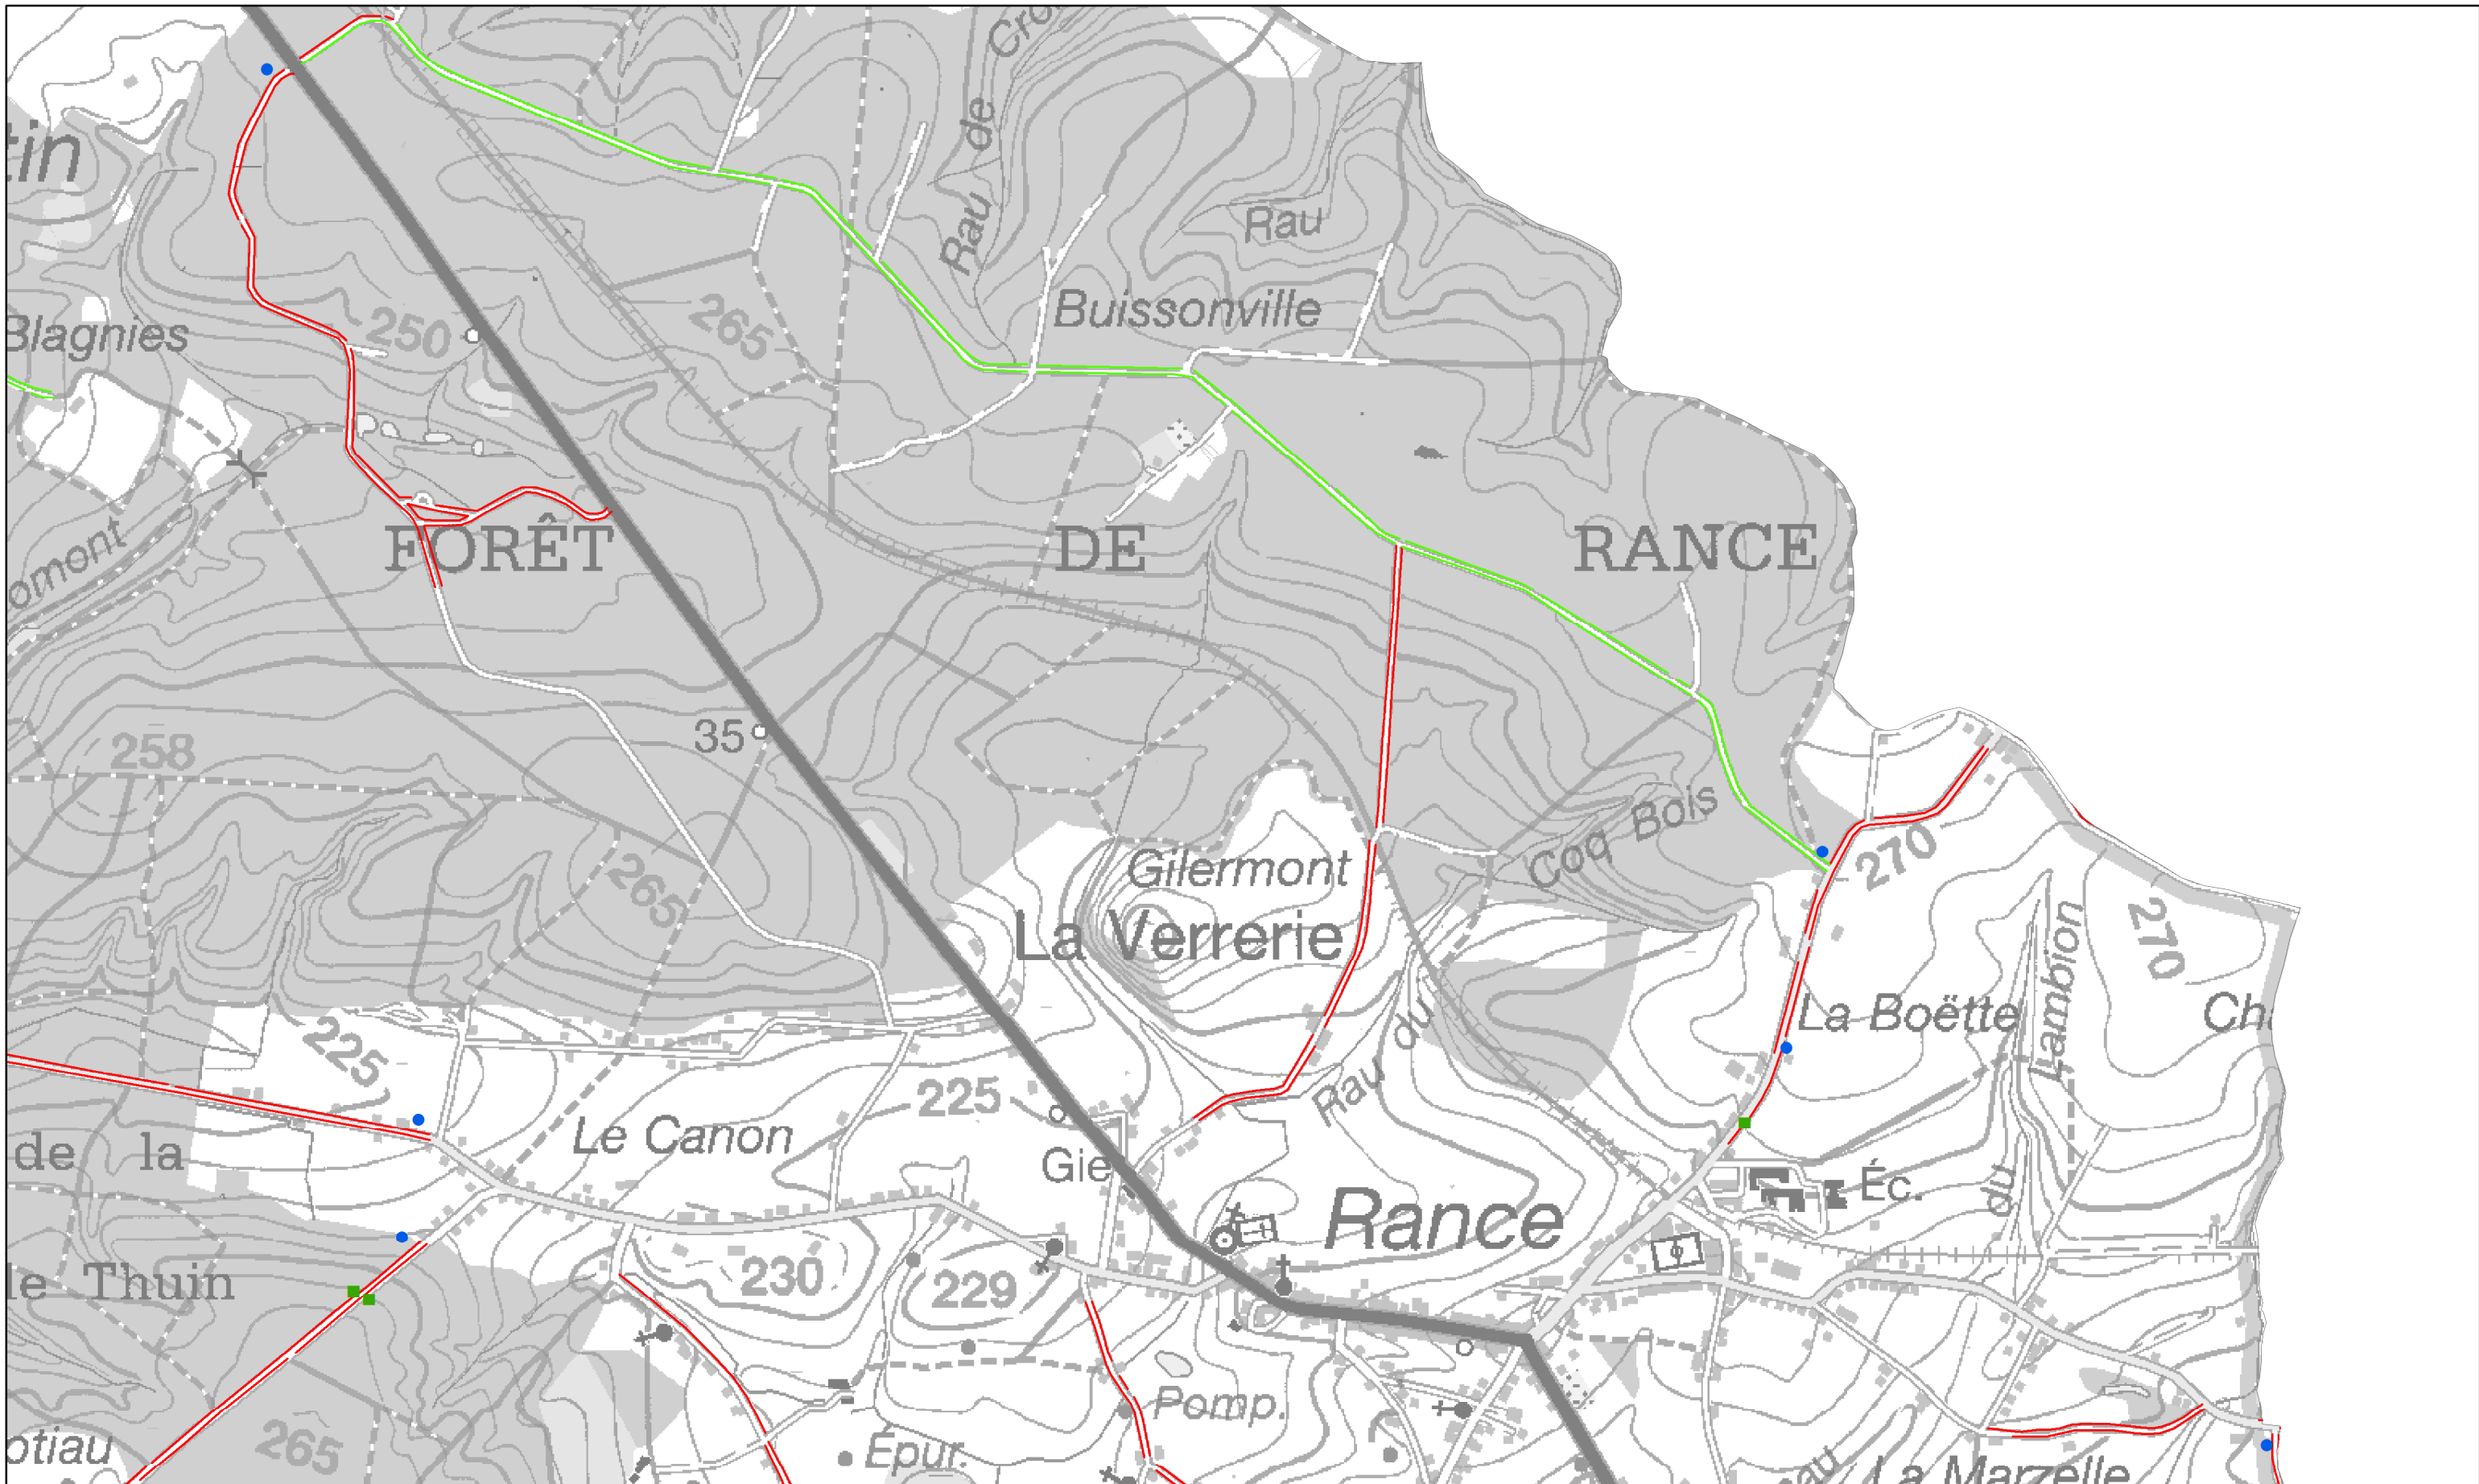 Rau de
tin
Rau
Buissonville
265
250
Blagnies
FORÊT DE RANCE
omont
35
258
Coq Bois
270
Gilermont
265
La Verrerie
270
Lambion
La Boëtte
Ch.
225
Rau du
225
Le Canon
de la
Gie
Éc.
du
Rance
230
229
le Thuin
Pomp.
265
otiau
Épur.
La Marzelle